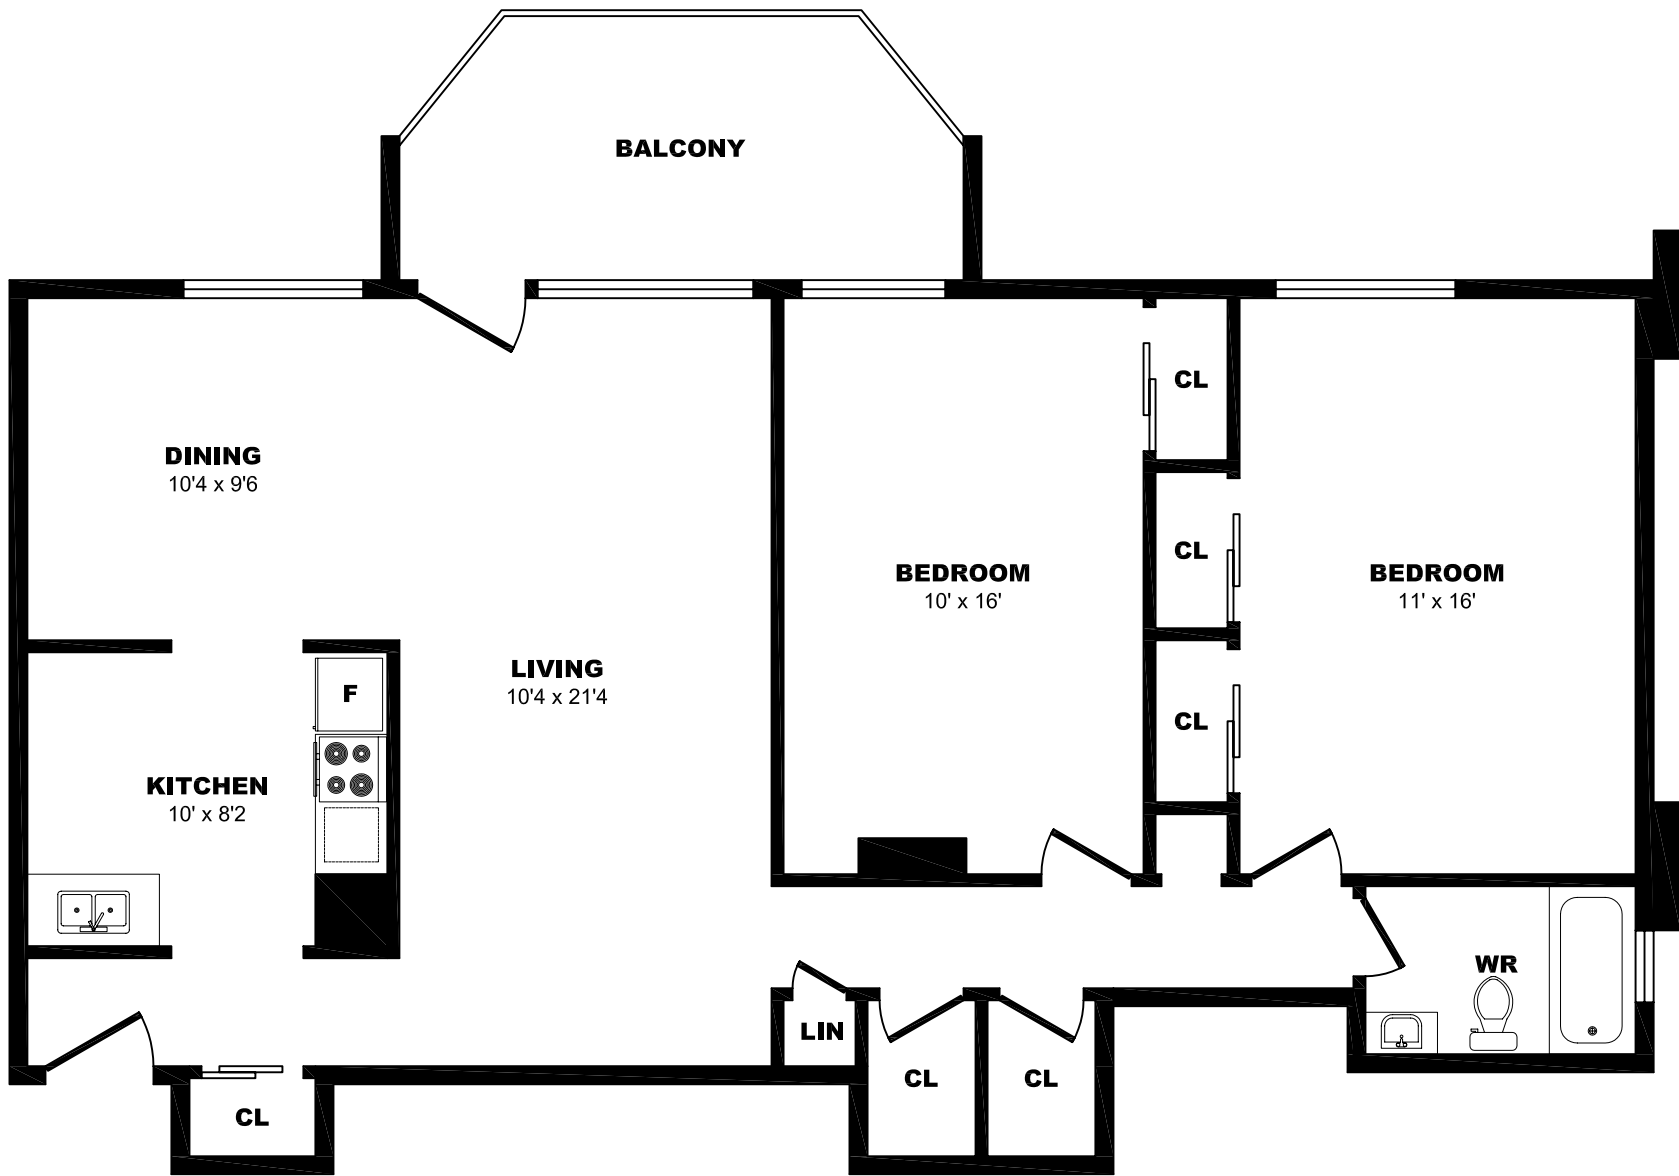 BALCONY
CL
DINING
10'4 x 9'6
CL
BEDROOM
10' x 16'
BEDROOM
11' x 16'
LIVING
10'4 x 21'4
F
CL
KITCHEN
10' x 8'2
WR
LIN
CL
CL
CL